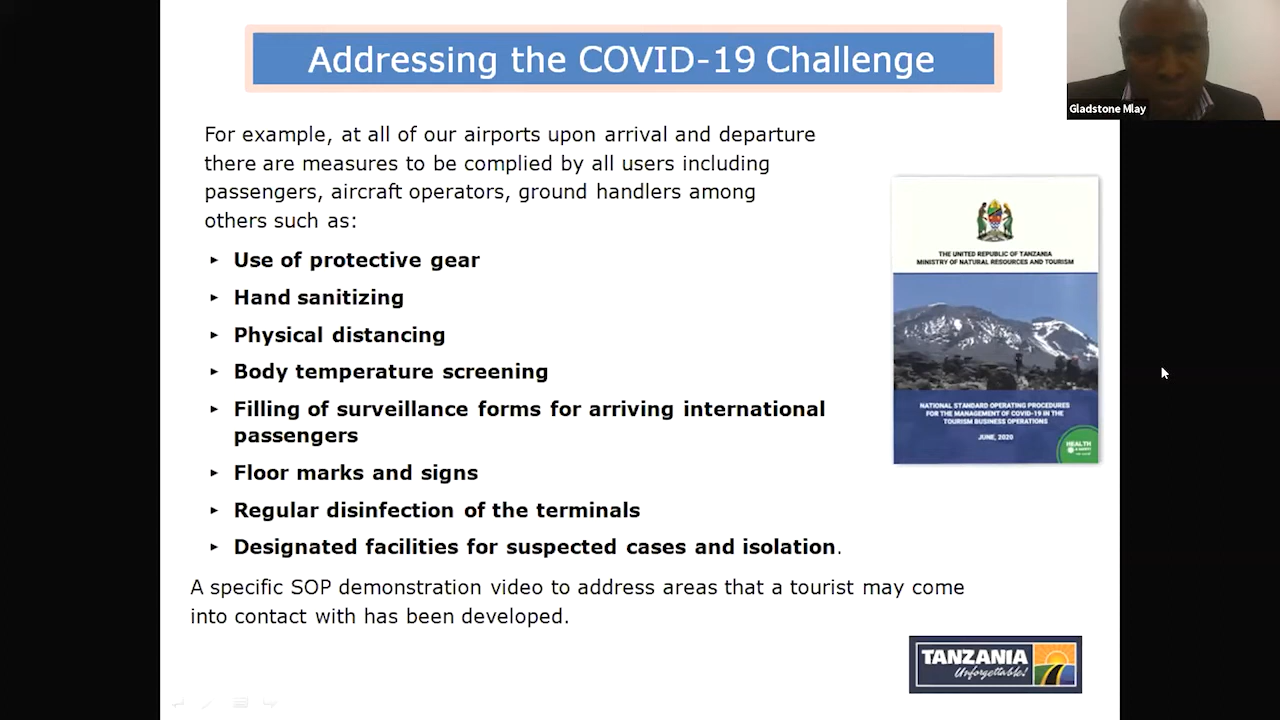 Addressing the COVID-19 Challenge
Gladstone Mlay
For example, at all of our airports upon arrival and departure
there are measures to be complied by all users including
passengers, aircraft operators, ground handlers among
others such as:
▸ Use of protective gear
▸ Hand sanitizing
▸ Physical distancing
▸ Body temperature screening
▸ Filling of surveillance forms for arriving international
passengers
▸ Floor marks and signs
▸ Regular disinfection of the terminals
▸ Designated facilities for suspected cases and isolation.
A specific SOP demonstration video to address areas that a tourist may come
into contact with has been developed.
THE UNITED REPUBLIC OF TANZANIA
MINISTRY OF NATURAL RESOURCES AND TOURISM
NATIONAL STANDARD OPERATING PROCEDURES
FOR THE MANAGEMENT OF COVID-19 IN THE
TOURISM BUSINESS OPERATIONS
JUNE, 2020
HEALTH
TANZANIA
Unforgettable!